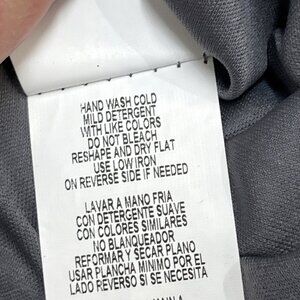 HAND WASH COLD
MILD DETERGENT
WITH LIKE COLORS
DO NOT BLEACH
RESHAPE AND DRY FLAT
USE LOW IRON
ON REVERSE SIDE IF NEEDED
LAVAR A MANO FRIA
CON DETERGENTE SUAVE
CON COLORES SIMILARES
NO BLANQUEADOR
REFORMAR Y SECAR PLANO
USAR PLANCHA MINIMO POR EL
LADO REVERSO SI SE NECESITA